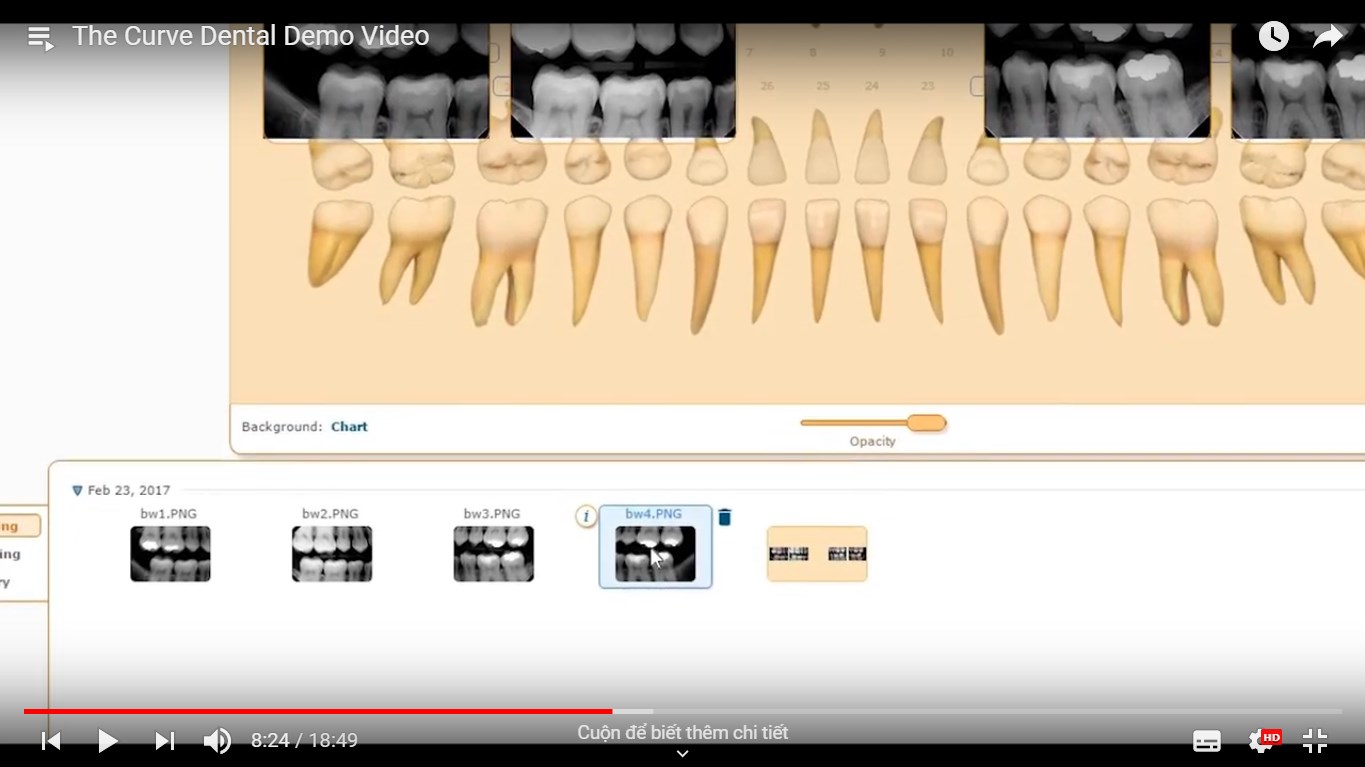 The Curve Dental Demo Video
7 8 9 10
26 25 24 23
Background: Chart
Opacity
Feb 23, 2017
ng
ing
ry
bw1.PNG bw2.PNG bw3.PNG i bw4.PNG
Cuộn để biết thêm chi tiết
8:24 / 18:49
HD